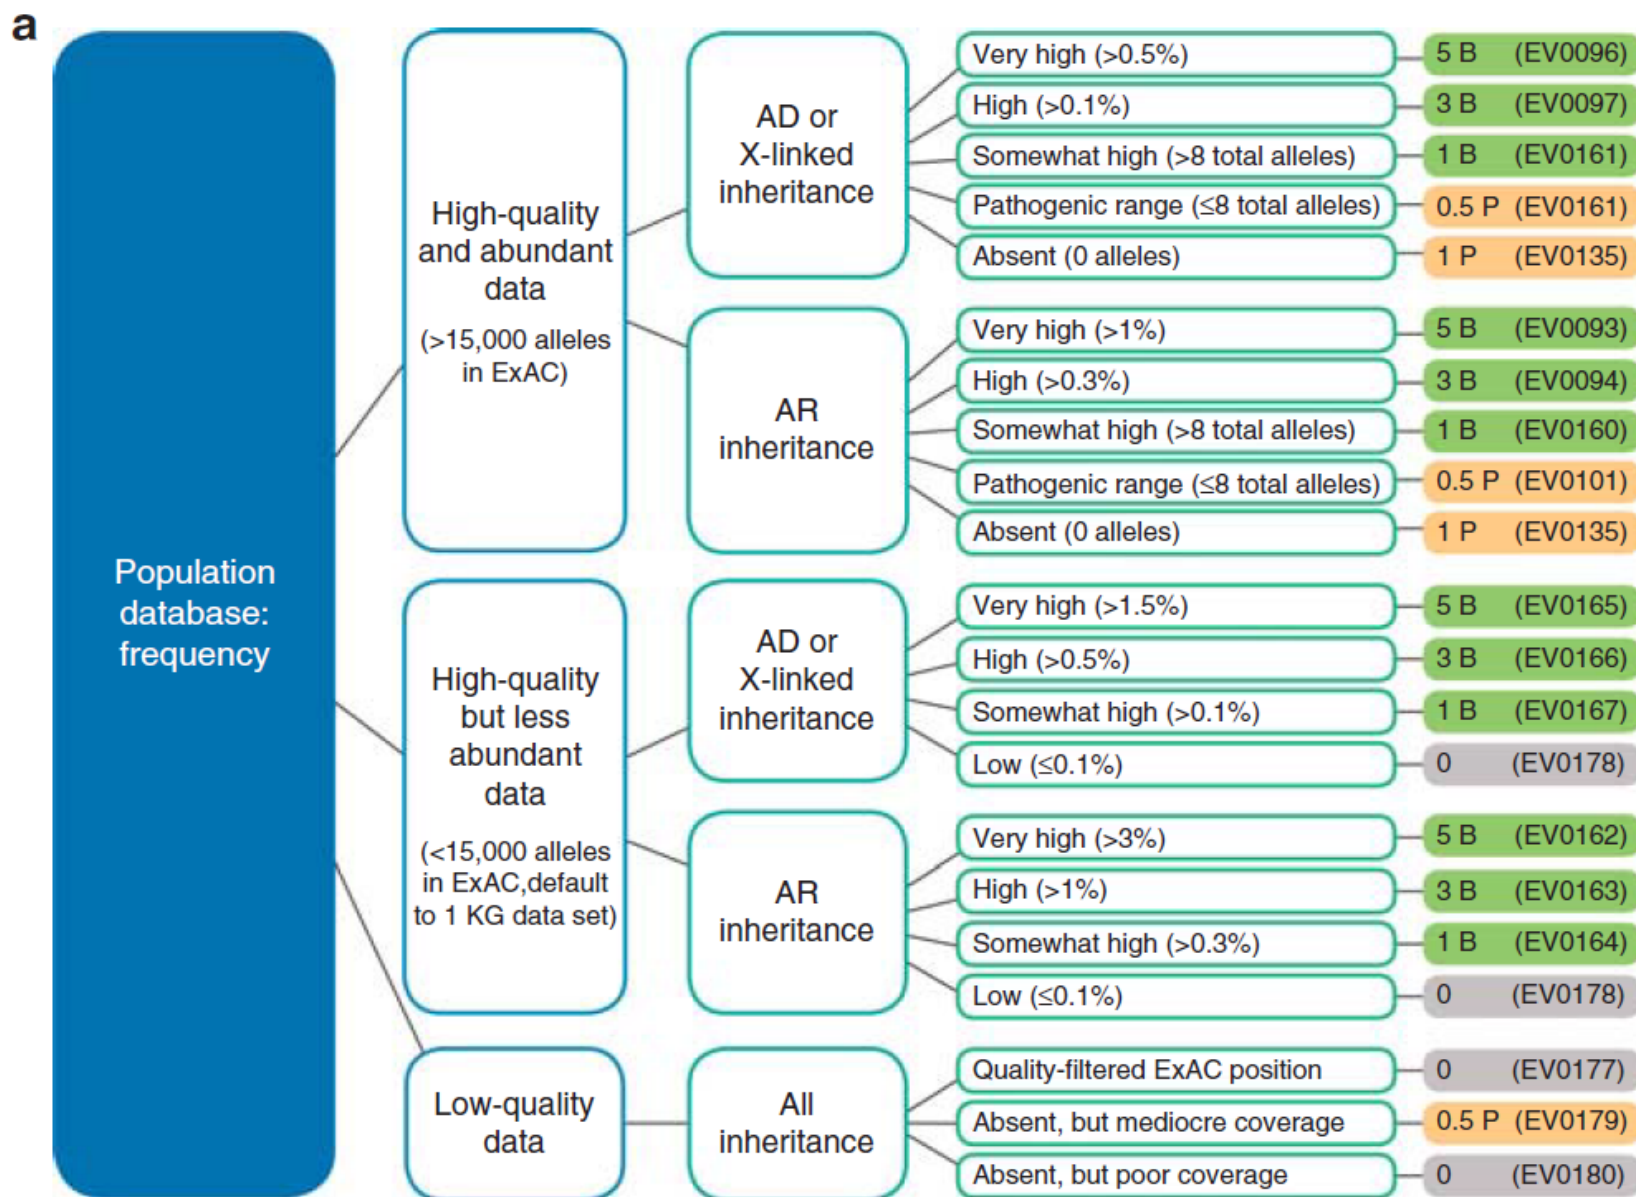 a
Population
database:
frequency
High-quality
and abundant
data
(>15,000 alleles
in ExAC)
AD or
X-linked
inheritance
Very high (>0.5%)
5 B (EV0096)
High (>0.1%)
3 B (EV0097)
Somewhat high (>8 total alleles)
1 B (EV0161)
Pathogenic range (≤8 total alleles)
0.5 P (EV0161)
Absent (0 alleles)
1 P (EV0135)
AR
inheritance
Very high (>1%)
5 B (EV0093)
High (>0.3%)
3 B (EV0094)
Somewhat high (>8 total alleles)
1 B (EV0160)
Pathogenic range (≤8 total alleles)
0.5 P (EV0101)
Absent (0 alleles)
1 P (EV0135)
High-quality
but less
abundant
data
(<15,000 alleles
in ExAC,default
to 1 KG data set)
AD or
X-linked
inheritance
Very high (>1.5%)
5 B (EV0165)
High (>0.5%)
3 B (EV0166)
Somewhat high (>0.1%)
1 B (EV0167)
Low (≤0.1%)
0 (EV0178)
AR
inheritance
Very high (>3%)
5 B (EV0162)
High (>1%)
3 B (EV0163)
Somewhat high (>0.3%)
1 B (EV0164)
Low (≤0.1%)
0 (EV0178)
Low-quality
data
All
inheritance
Quality-filtered ExAC position
0 (EV0177)
Absent, but mediocre coverage
0.5 P (EV0179)
Absent, but poor coverage
0 (EV0180)